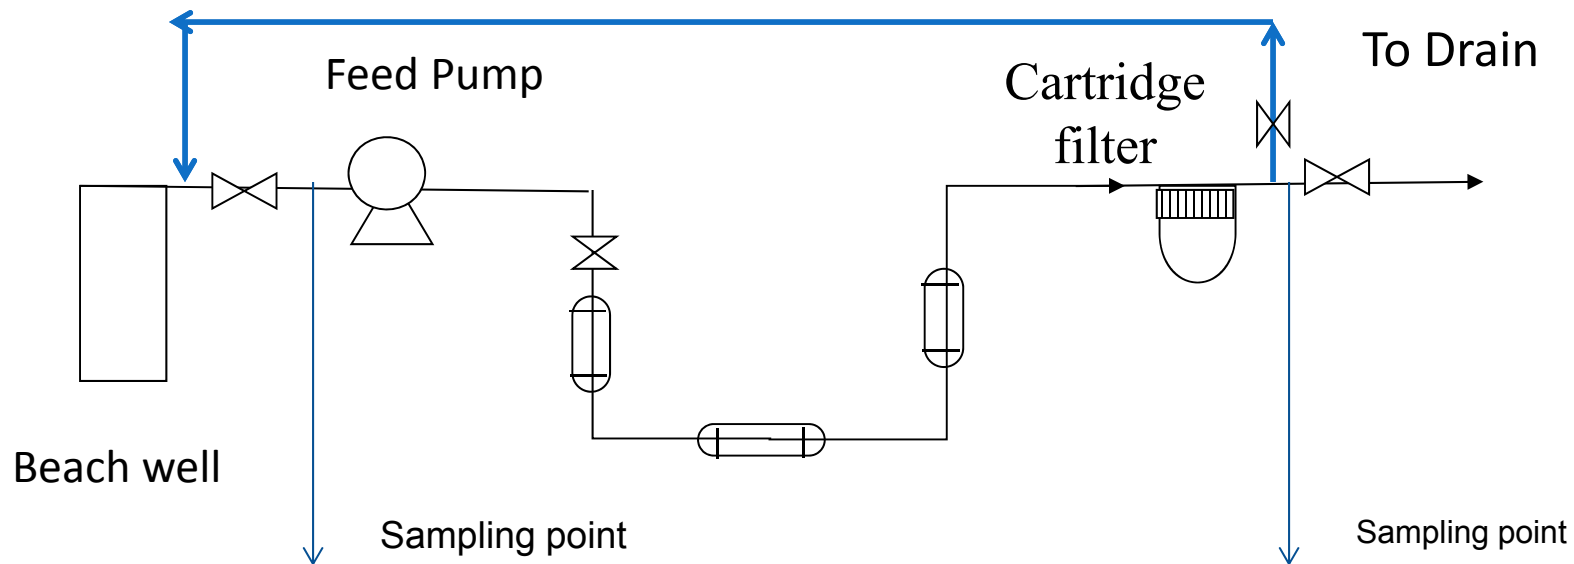 Feed Pump
To Drain
Cartridge
filter
Beach well
Sampling point
Sampling point